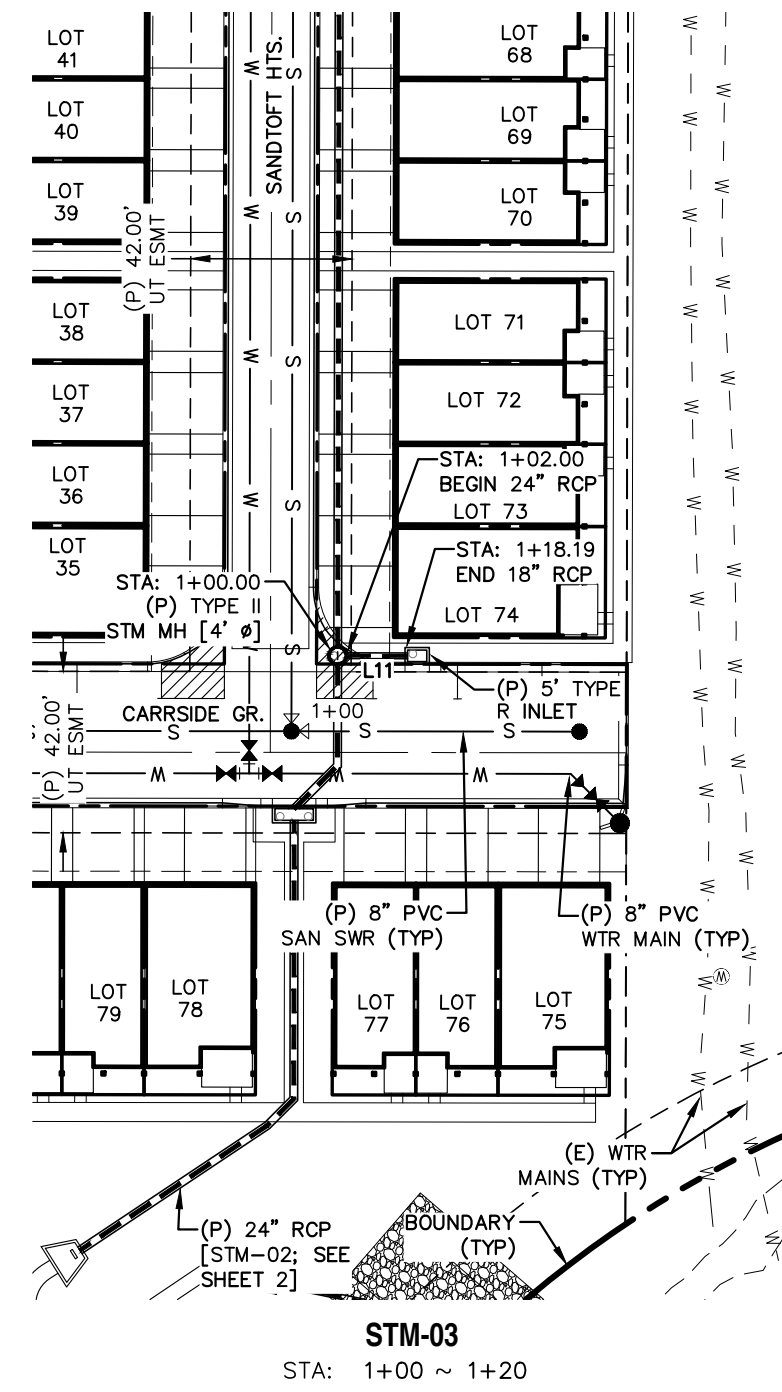 LOT
41
LOT
40
LOT
39
(P) 42.00'
UT ESMT
LOT
38
LOT
37
LOT
36
LOT
35
SANDTOFT HTS.
W
S
W
S
W
S
W
S
W
S
LOT
68
LOT
69
LOT
70
LOT 71
LOT 72
STA: 1+02.00
BEGIN 24" RCP
LOT 73
STA: 1+18.19
END 18" RCP
LOT 74
STA: 1+00.00
(P) TYPE II
STM MH [4' ø]
L11
(P) 5' TYPE
R INLET
CARRSIDE GR.
1+00
(P) 42.00'
UT ESMT
S
S
S
W
W
W
(P) 8" PVC
SAN SWR (TYP)
(P) 8" PVC
WTR MAIN (TYP)
LOT
79
LOT
78
LOT
77
LOT
76
LOT
75
W
(E) WTR
MAINS (TYP)
(P) 24" RCP
[STM-02; SEE
SHEET 2]
BOUNDARY
(TYP)
STM-03
STA: 1+00 ~ 1+20